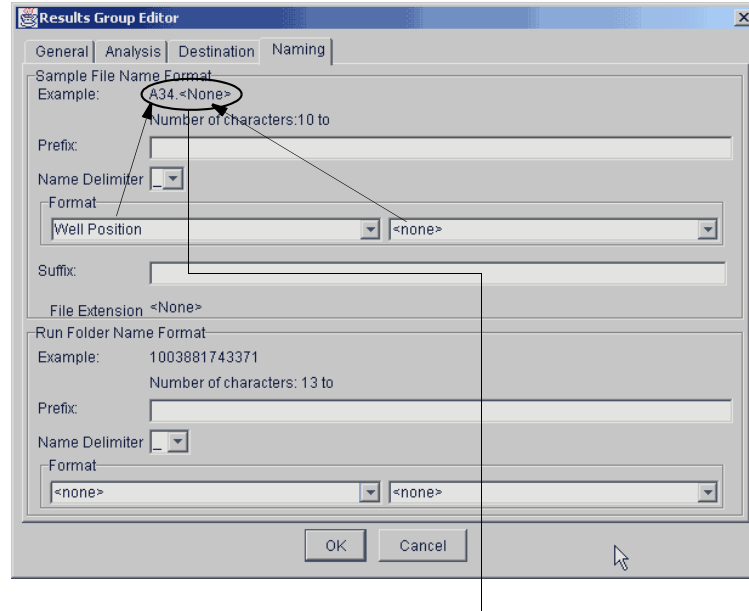 Results Group Editor
General Analysis Destination Naming
Sample File Name Format
Example: A34.<None>
Number of characters:10 to
Prefix:
Name Delimiter _
Format
Well Position <none>
Suffix:
File Extension <None>
Run Folder Name Format
Example: 1003881743371
Number of characters: 13 to
Prefix:
Name Delimiter _
Format
<none> <none>
OK Cancel